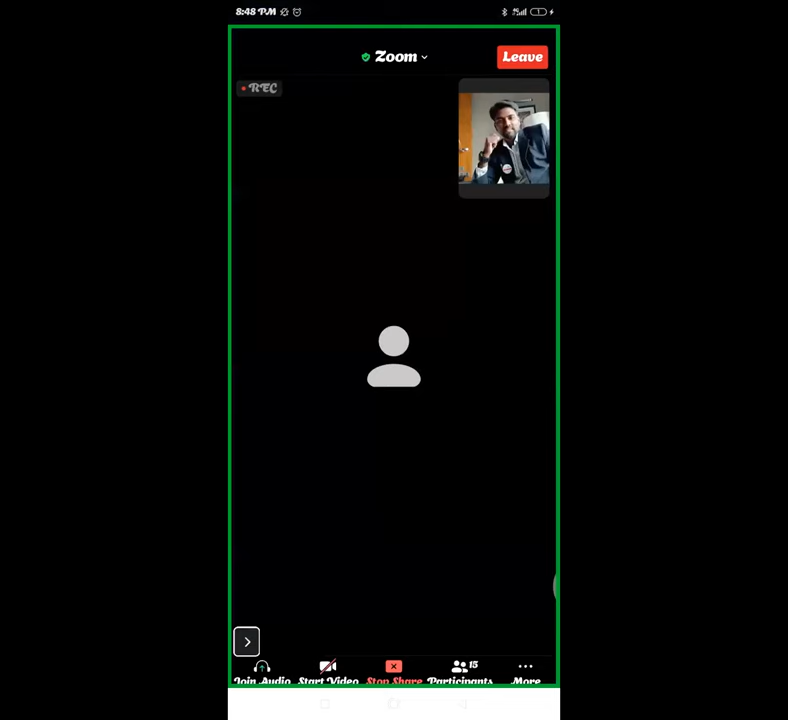 8:48 PM
Zoom
Leave
REC
15
Join Audio
Start Video
Stop Share
Participants
More